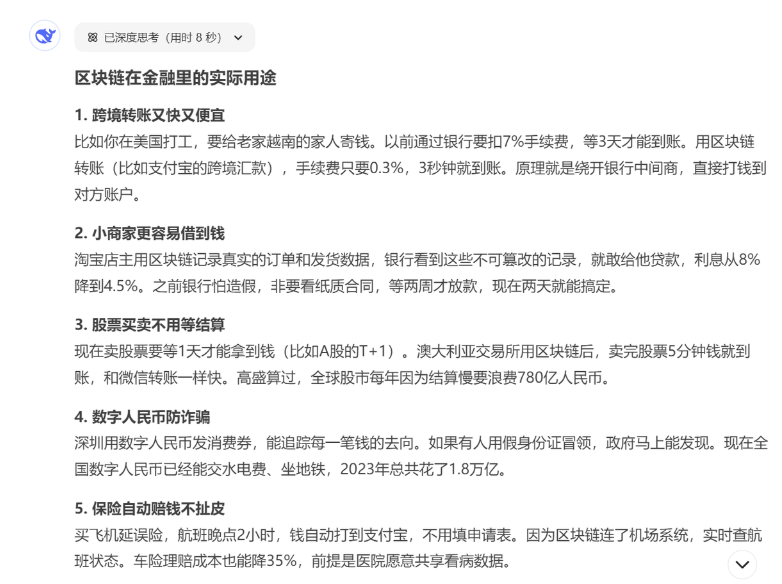 已深度思考（用时 8 秒）
区块链在金融里的实际用途
1. 跨境转账又快又便宜
比如你在美国打工，要给老家越南的家人寄钱。以前通过银行要扣7%手续费，等3天才能到账。用区块链
转账（比如支付宝的跨境汇款），手续费只要0.3%，3秒钟就到账。原理就是绕开银行中间商，直接打钱到
对方账户。
2. 小商家更容易借到钱
淘宝店主用区块链记录真实的订单和发货数据，银行看到这些不可篡改的记录，就敢给他贷款，利息从8%
降到4.5%。之前银行怕造假，非要看纸质合同，等两周才放款，现在两天就能搞定。
3. 股票买卖不用等结算
现在卖股票要等1天才能拿到钱（比如A股的T+1）。澳大利亚交易所用区块链后，卖完股票5分钟钱就到
账，和微信转账一样快。高盛算过，全球股市每年因为结算慢要浪费780亿人民币。
4. 数字人民币防诈骗
深圳用数字人民币发消费券，能追踪每一笔钱的去向。如果有人用假身份证冒领，政府马上能发现。现在全
国数字人民币已经能交水电费、坐地铁，2023年总共花了1.8万亿。
5. 保险自动赔钱不扯皮
买飞机延误险，航班晚点2小时，钱自动打到支付宝，不用填申请表。因为区块链连了机场系统，实时查航
班状态。车险理赔成本也能降35%，前提是医院愿意共享看病数据。